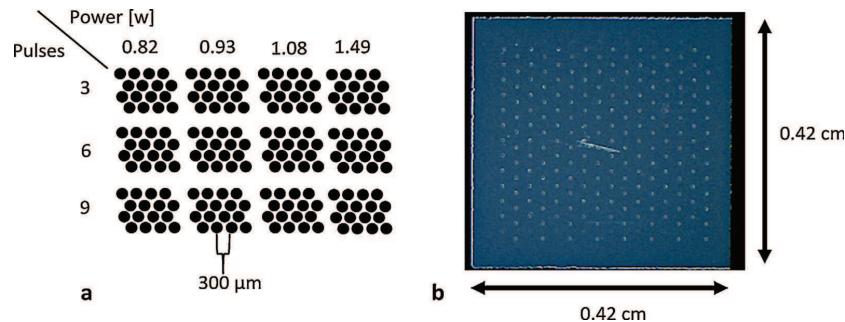 Power [w]
Pulses
0.82 0.93 1.08 1.49
3
6
9
300 µm
a
0.42 cm
b
0.42 cm